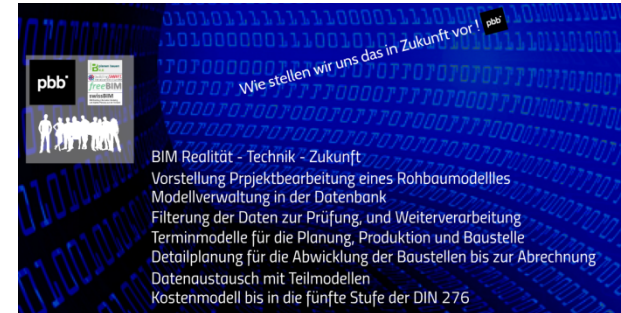 Wie stellen wir uns das in Zukunft vor !
pbb
pbb
freeBIM
swissBIM
BIM Realität - Technik - Zukunft
Vorstellung Prpjektbearbeitung eines Rohbaumodellles
Modellverwaltung in der Datenbank
Filterung der Daten zur Prüfung, und Weiterverarbeitung
Terminmodelle für die Planung, Produktion und Baustelle
Detailplanung für die Abwicklung der Baustellen bis zur Abrechnung
Datenaustausch mit Teilmodellen
Kostenmodell bis in die fünfte Stufe der DIN 276